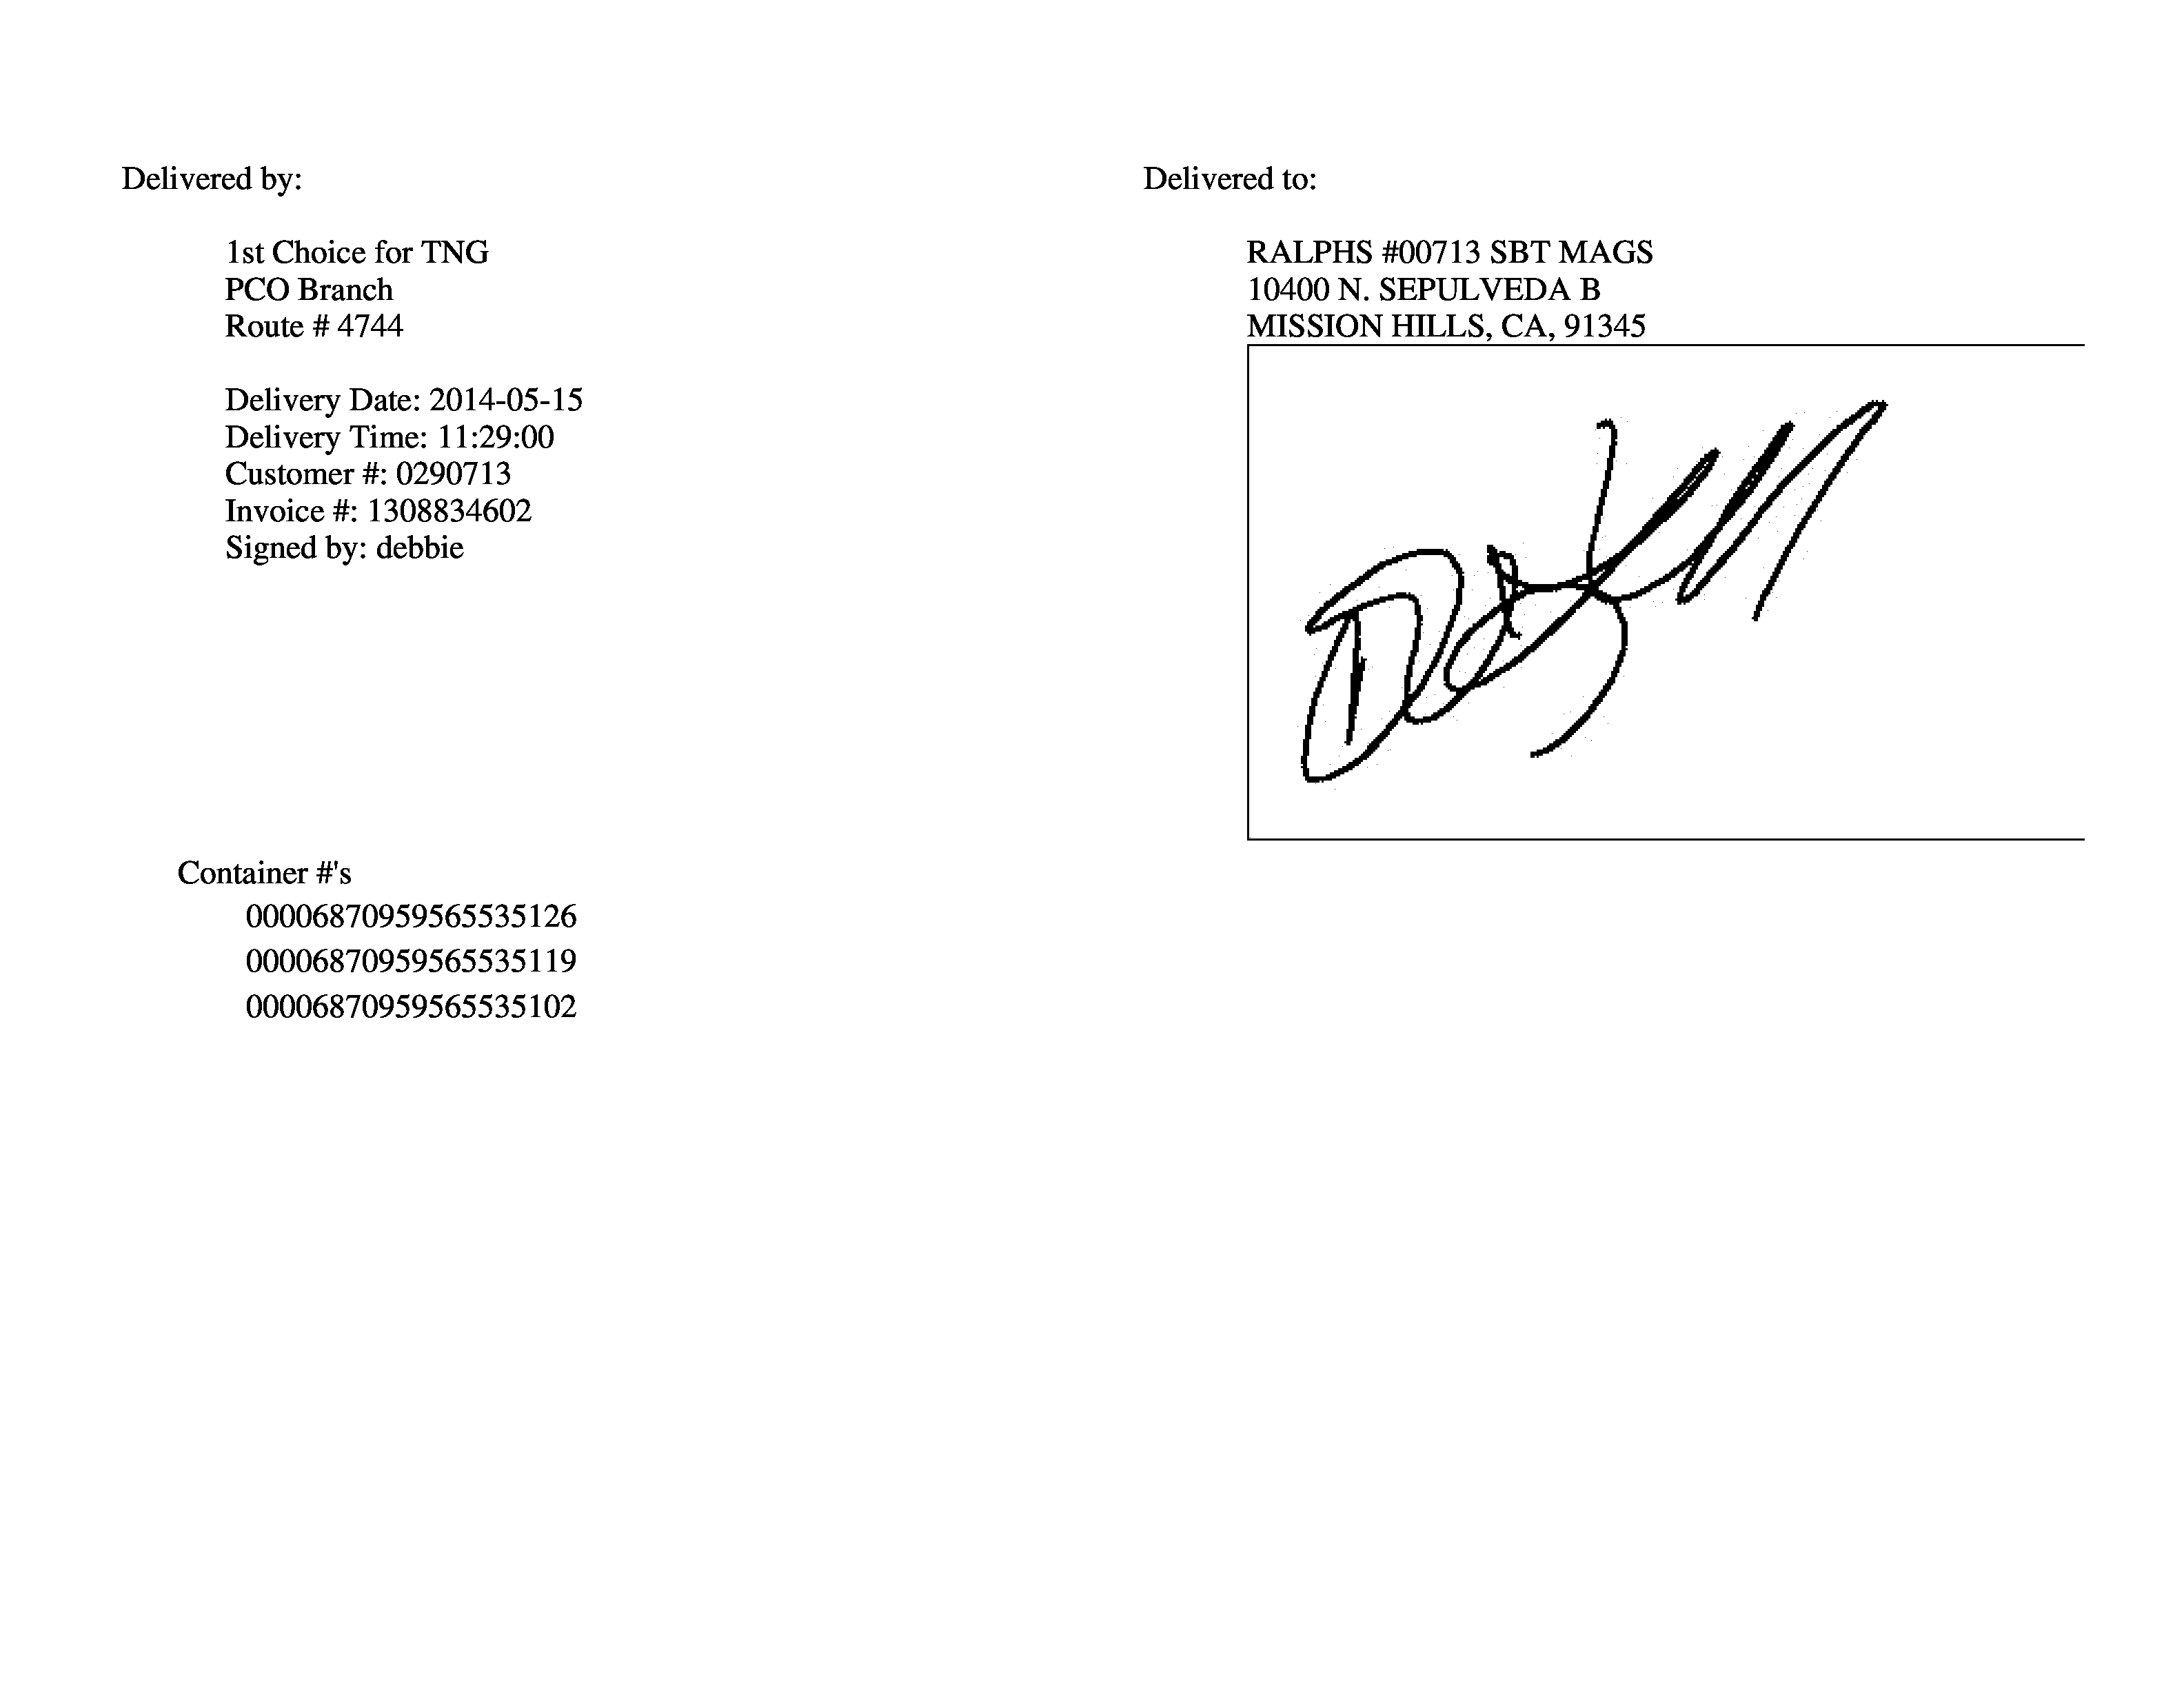 Delivered by:
1st Choice for TNG
PCO Branch
Route # 4744
Delivery Date: 2014-05-15
Delivery Time: 11:29:00
Customer #: 0290713
Invoice #: 1308834602
Signed by: debbie
Delivered to:
RALPHS #00713 SBT MAGS
10400 N. SEPULVEDA B
MISSION HILLS, CA, 91345
Container #'s
00006870959565535126
00006870959565535119
00006870959565535102